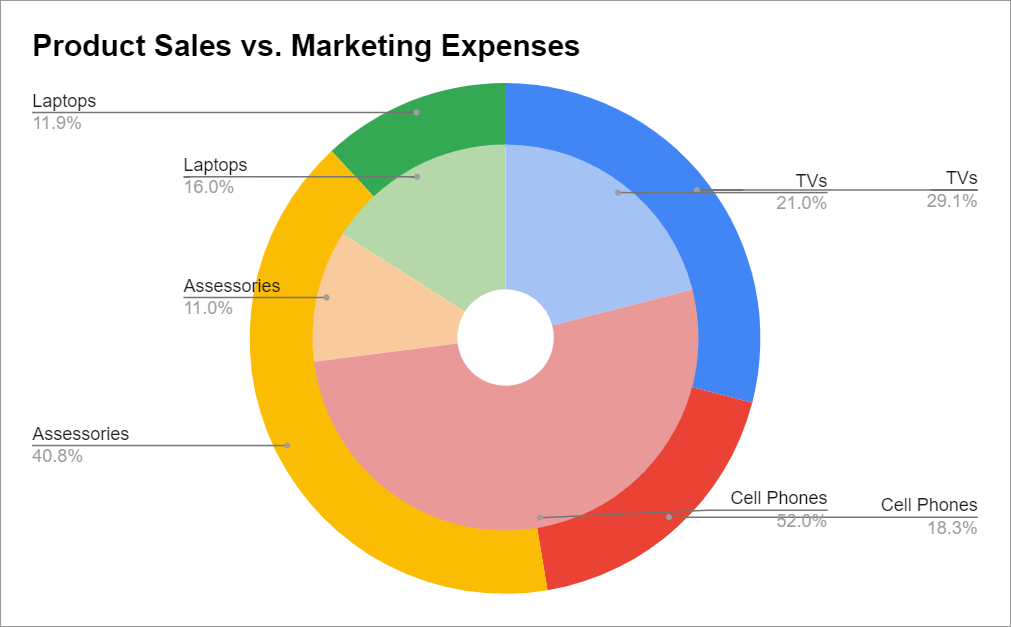 Product Sales vs. Marketing Expenses
Laptops
11.9%
Laptops
16.0%
TVs
21.0%
TVs
29.1%
Assessories
11.0%
Assessories
40.8%
Cell Phones
52.0%
Cell Phones
18.3%